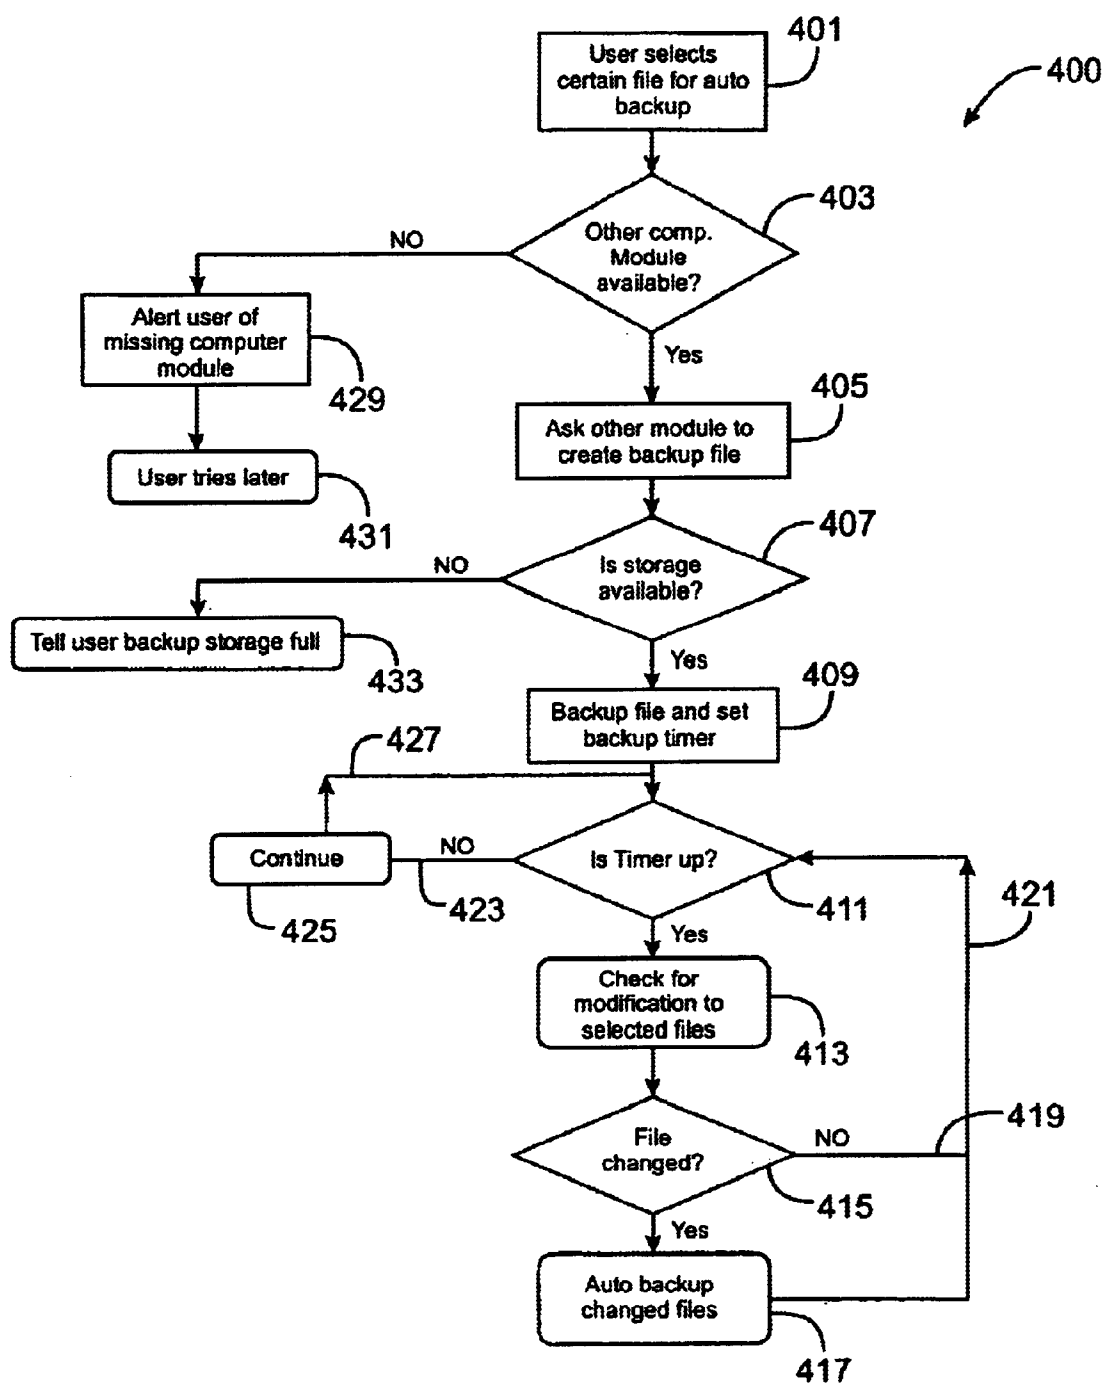 401
User selects
certain file for auto
backup
400
403
Other comp.
Module
available?
NO
Yes
Alert user of
missing computer
module
429
405
Ask other module to
create backup file
User tries later
431
407
Is storage
available?
NO
Yes
Tell user backup storage full
433
409
Backup file and set
backup timer
427
Is Timer up?
NO
Continue
423
425
411
421
Yes
Check for
modification to
selected files
413
419
File
changed?
NO
415
Yes
Auto backup
changed files
417